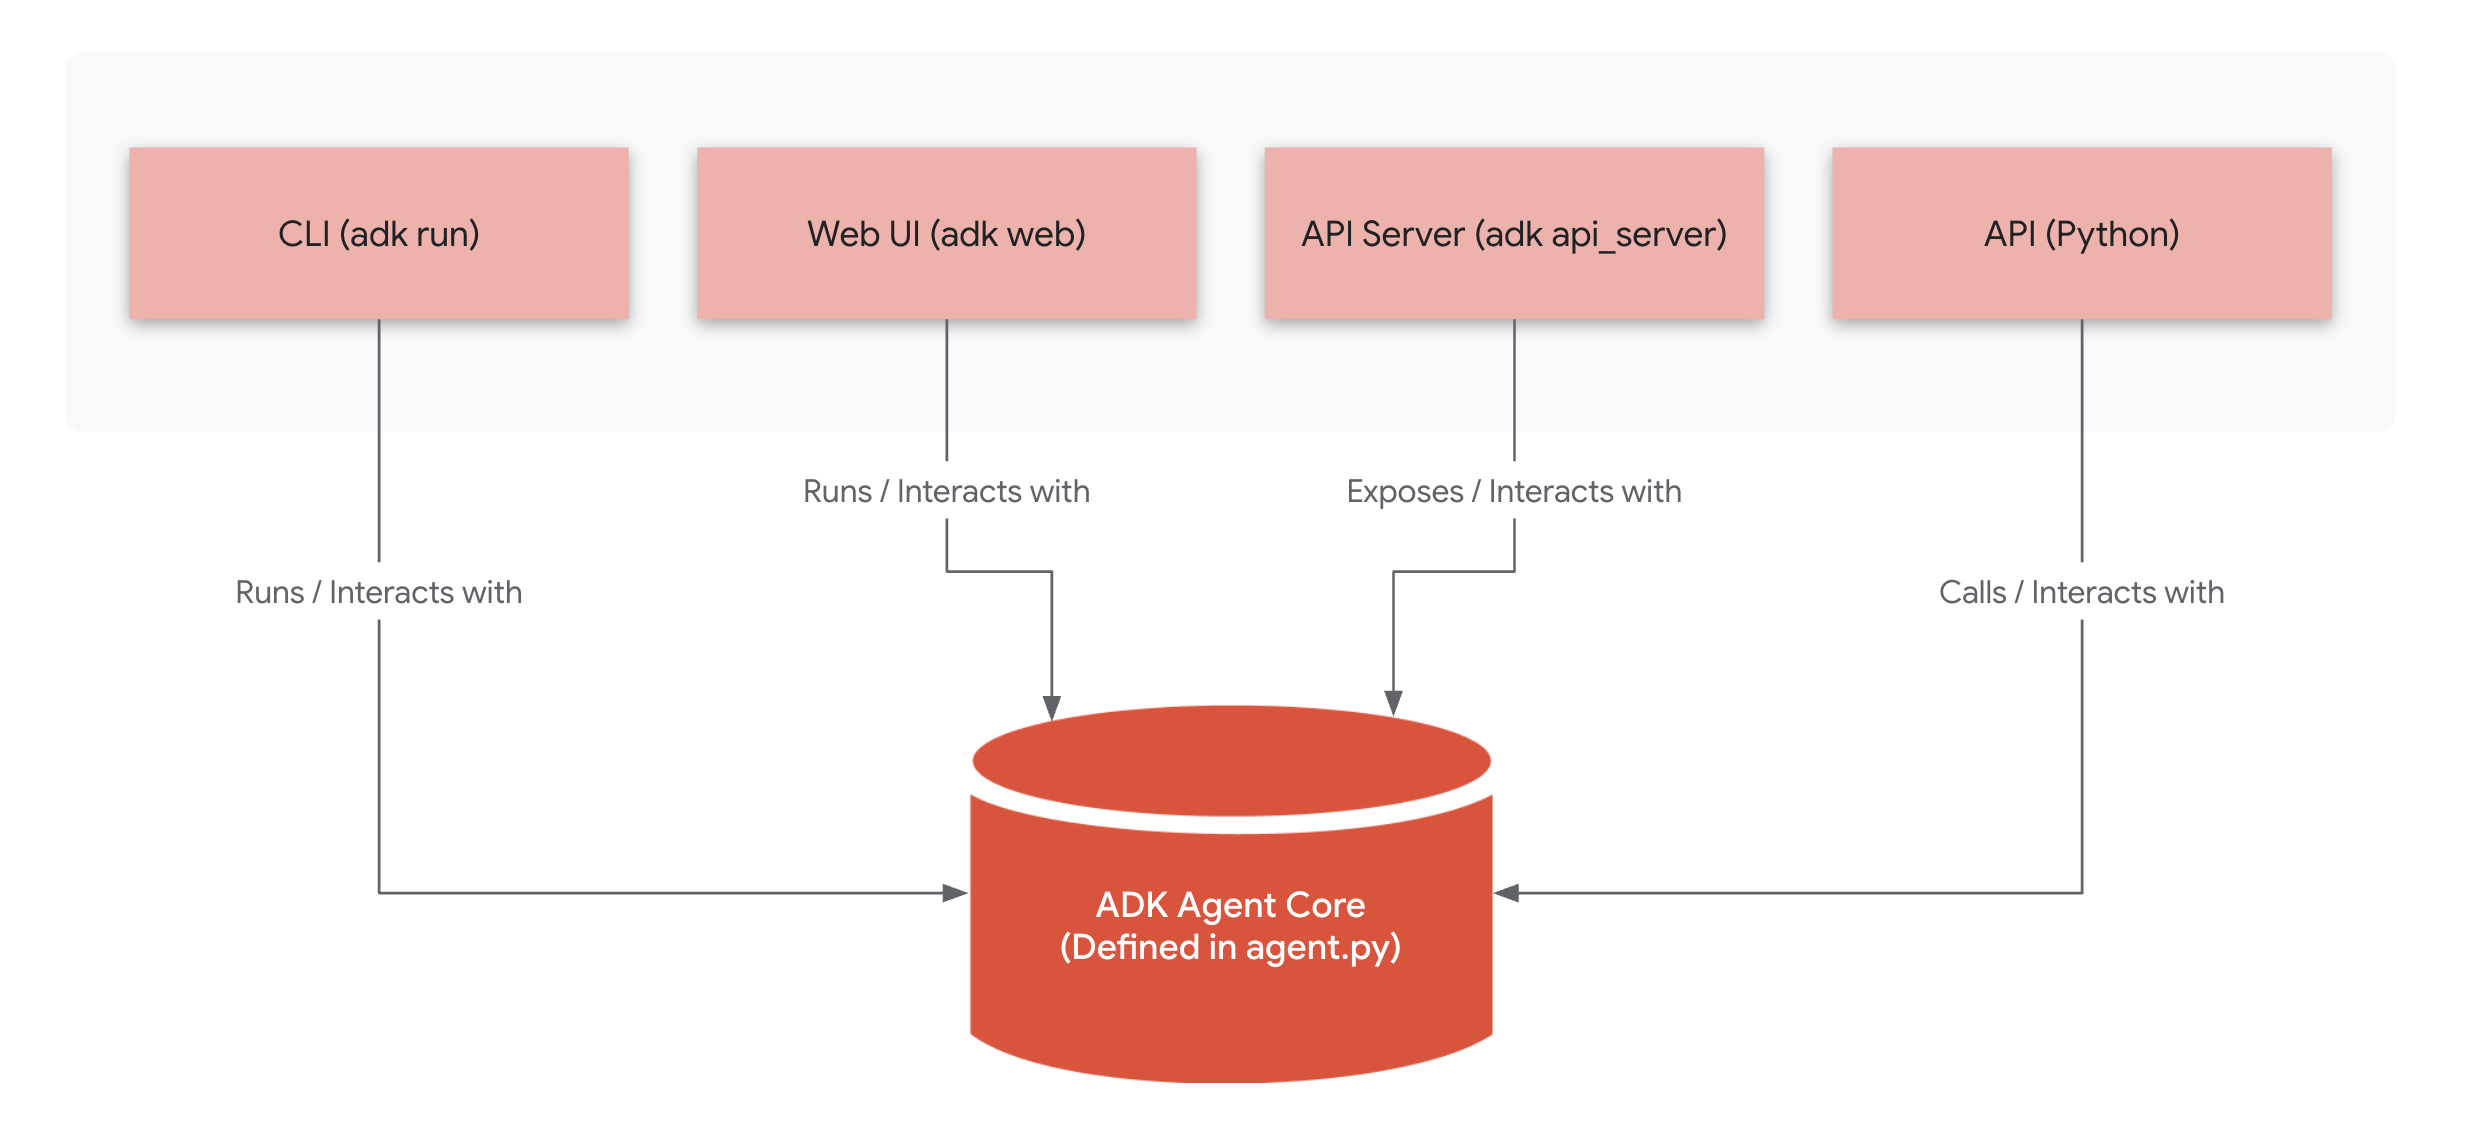 CLI (adk run)
Web UI (adk web)
API Server (adk api_server)
API (Python)
Runs / Interacts with
Exposes / Interacts with
Runs / Interacts with
Calls / Interacts with
ADK Agent Core
(Defined in agent.py)